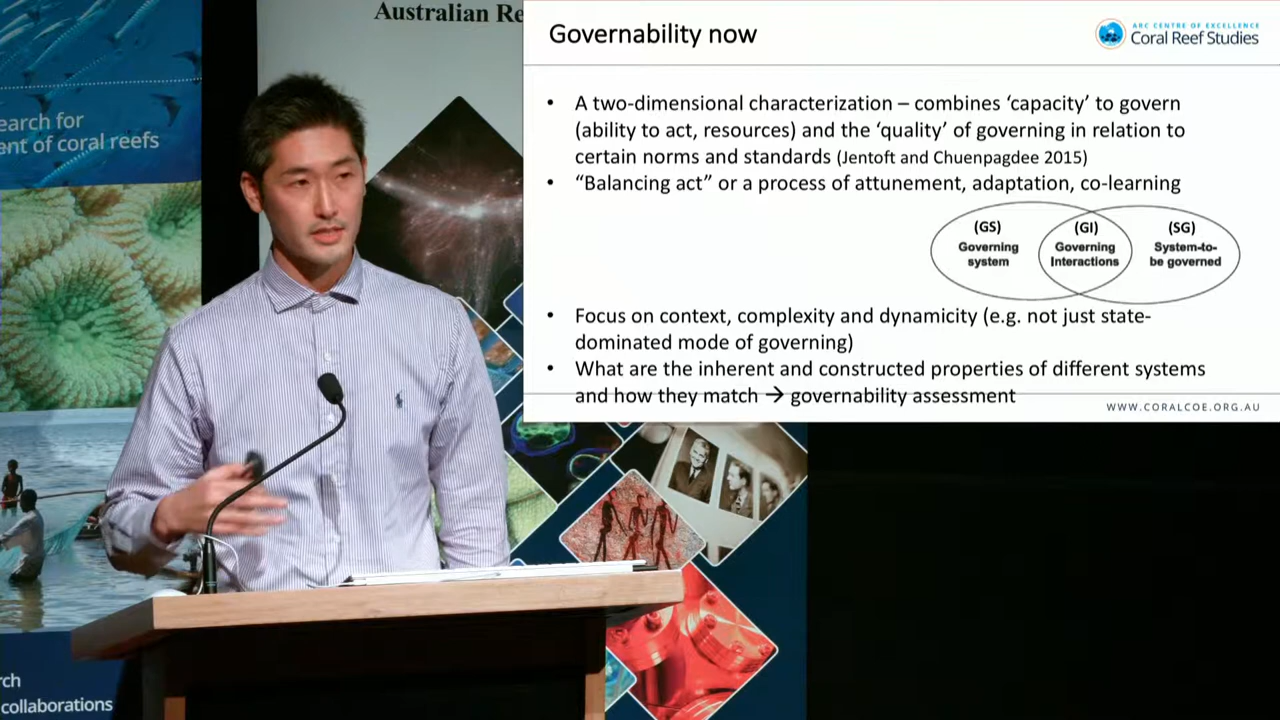 Australian Re
earch for
ent of coral reefs
rch
collaborations
Governability now
ARC CENTRE OF EXCELLENCE
Coral Reef Studies
• A two-dimensional characterization – combines ‘capacity’ to govern
(ability to act, resources) and the ‘quality’ of governing in relation to
certain norms and standards (Jentoft and Chuenpagdee 2015)
• “Balancing act” or a process of attunement, adaptation, co-learning
(GS)
Governing
system
(GI)
Governing
Interactions
(SG)
System-to-
be governed
• Focus on context, complexity and dynamicity (e.g. not just state-
dominated mode of governing)
• What are the inherent and constructed properties of different systems
and how they match → governability assessment
WWW.CORALCOE.ORG.AU